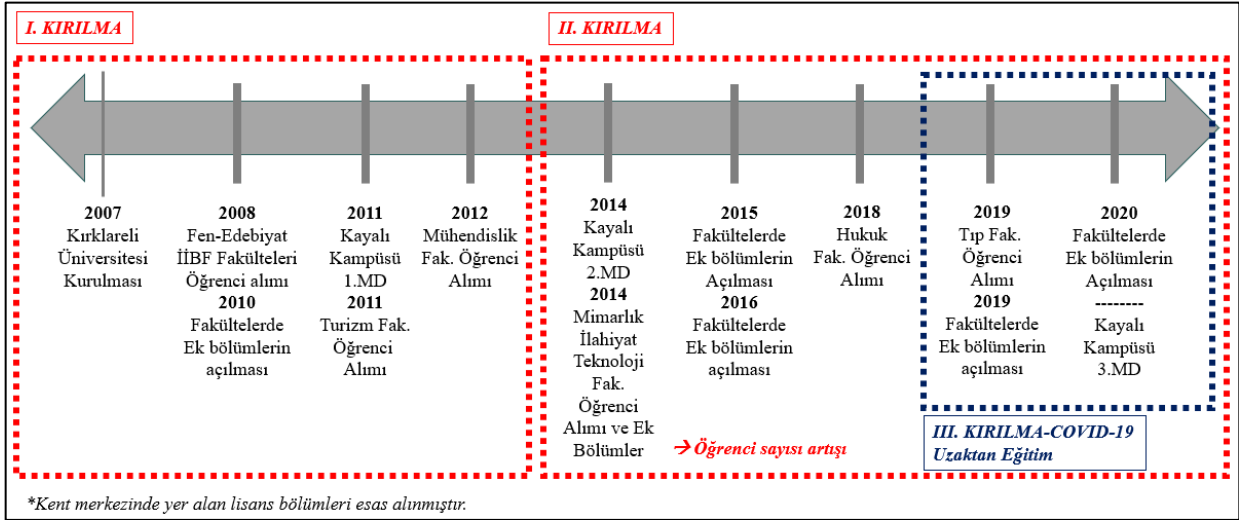 I. KIRILMA
II. KIRILMA
2007
Kırklareli
Üniversitesi
Kurulması
2008
Fen-Edebiyat
İİBF Fakülteleri
Öğrenci alımı
2010
Fakültelerde
Ek bölümlerin
açılması
2011
Kayalı
Kampüsü
1.MD
2011
Turizm Fak.
Öğrenci
Alımı
2012
Mühendislik
Fak. Öğrenci
Alımı
2014
Kayalı
Kampüsü
2.MD
2014
Mimarlık
İlahiyat
Teknoloji
Fak.
Öğrenci
Alımı ve Ek
Bölümler
2015
Fakültelerde
Ek bölümlerin
Açılması
2016
Fakültelerde
Ek bölümlerin
açılması
→ Öğrenci sayısı artışı
2018
Hukuk
Fak. Öğrenci
Alımı
2019
Tıp Fak.
Öğrenci
Alımı
2019
Fakültelerde
Ek bölümlerin
açılması
2020
Fakültelerde
Ek bölümlerin
Açılması
--------
Kayalı
Kampüsü
3.MD
III. KIRILMA-COVID-19
Uzaktan Eğitim
*Kent merkezinde yer alan lisans bölümleri esas alınmıştır.